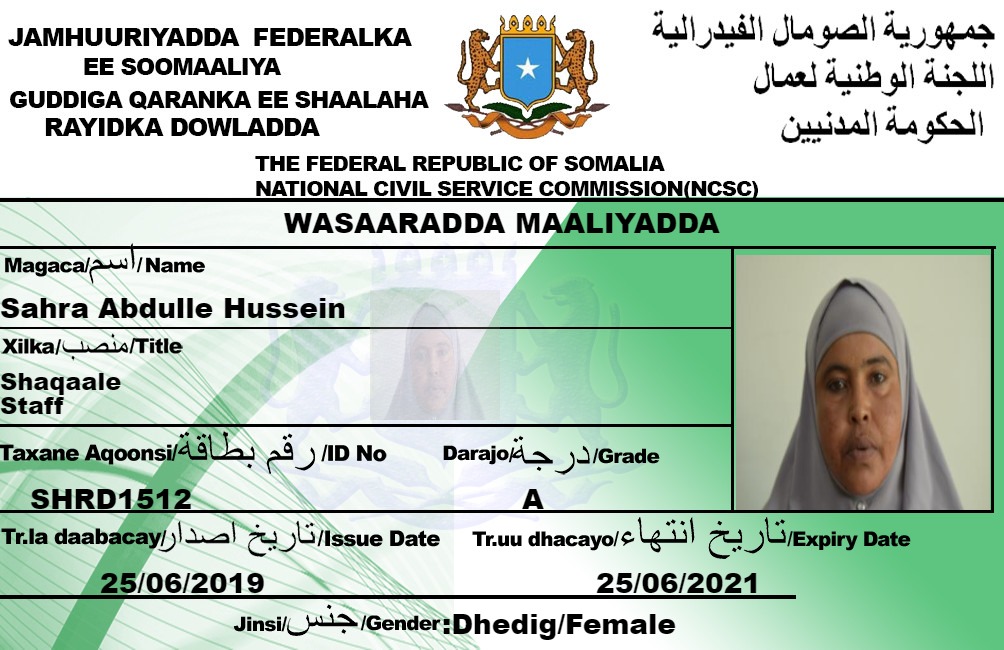 JAMHUURIYADDA FEDERALKA
EE SOOMAALIYA
GUDDIGA QARANKA EE SHAALAHA
RAYIDKA DOWLADDA
جمهورية الصومال الفيدرالية
اللجنة الوطنية لعمال
الحكومة المدنيين
THE FEDERAL REPUBLIC OF SOMALIA
NATIONAL CIVIL SERVICE COMMISSION(NCSC)
WASAARADDA MAALIYADDA
Magaca/اسم/Name
Sahra Abdulle Hussein
Xilka/منصب/Title
Shaqaale
Staff
Taxane Aqoonsi/رقم بطاقة/ID No
SHRD1512
Darajo/درجة/Grade
A
Tr.la daabacay/تاريخ اصدار/Issue Date
25/06/2019
Tr.uu dhacayo/تاريخ انتهاء/Expiry Date
25/06/2021
Jinsi/جنس/Gender:Dhedig/Female